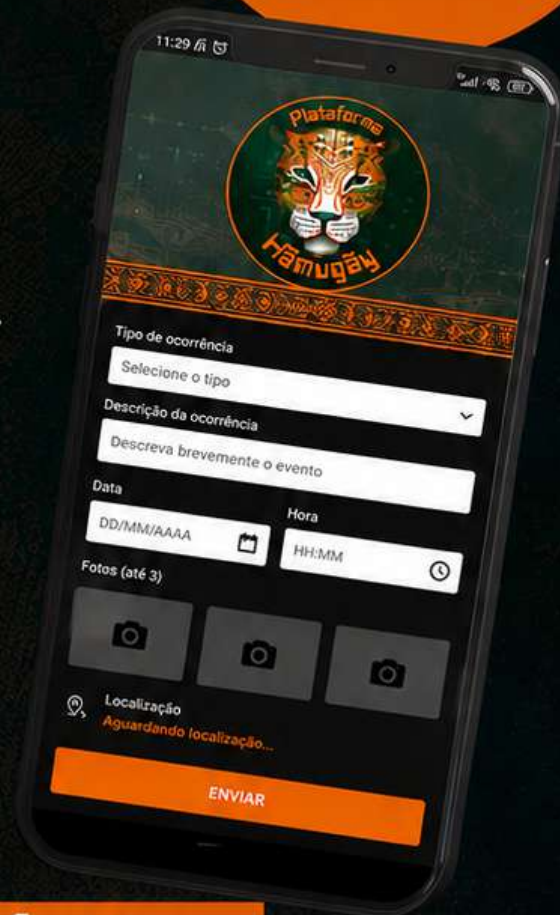 11:29
Plataforma
Hãmugãy
Tipo de ocorrência
Selecione o tipo
Descrição da ocorrência
Descreva brevemente o evento
Data
Hora
DD/MM/AAAA
HH:MM
Fotos (até 3)
Localização
Aguardando localização...
ENVIAR